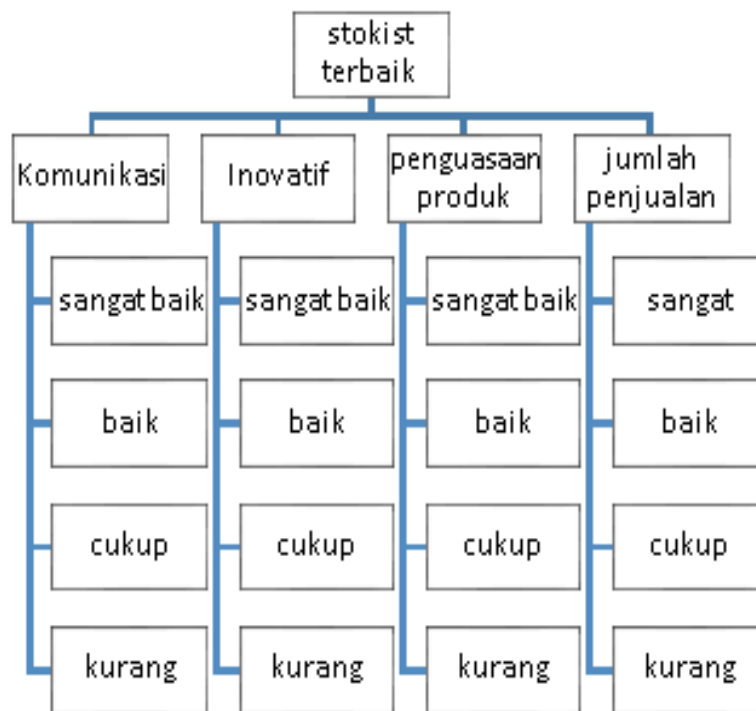 stokist
terbaik
Komunikasi
Inovatif
penguasaan
produk
jumlah
penjualan
sangat baik
sangat baik
sangat baik
sangat
baik
baik
baik
baik
cukup
cukup
cukup
cukup
kurang
kurang
kurang
kurang